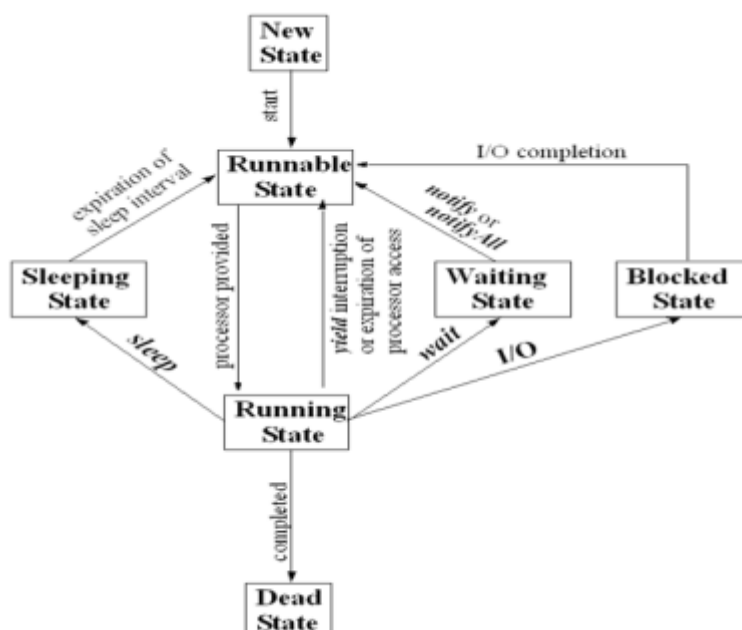 New
State
start
Runnable
State
I/O completion
expiration of
sleep interval
notify or
notifyAll
Sleeping
State
processor provided
yield interruption
or expiration of
processor access
Waiting
State
Blocked
State
sleep
wait
I/O
Running
State
completed
Dead
State